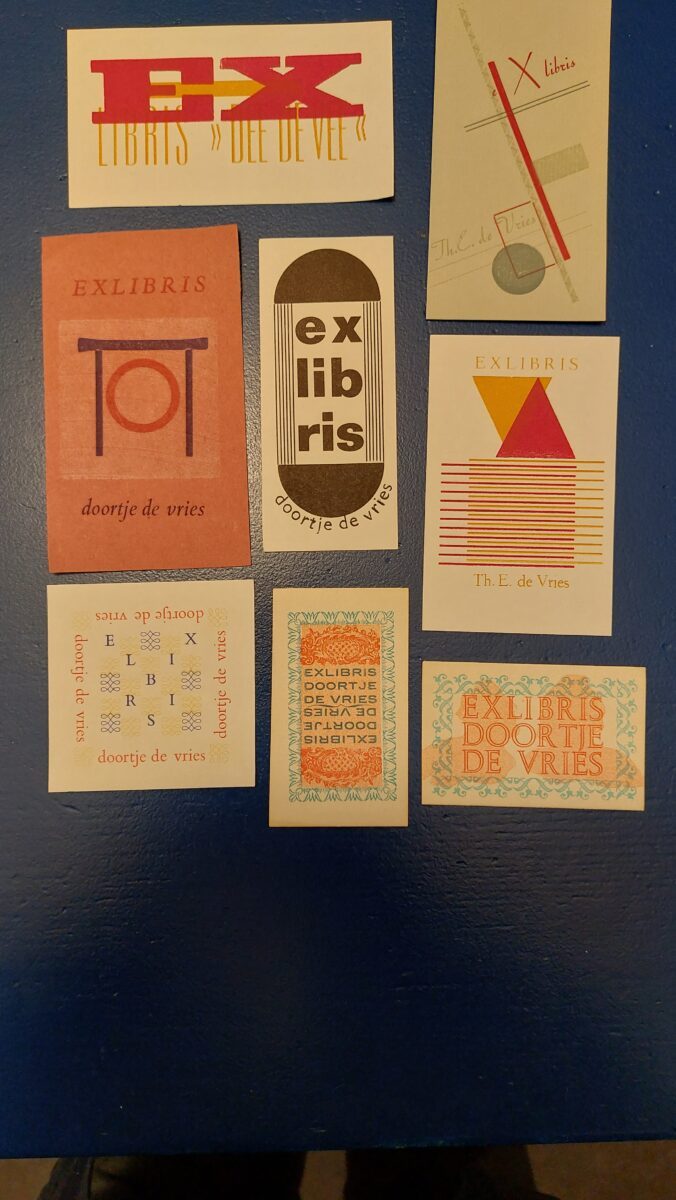 EX
LIBRIS » DEE DE VEE «
eX libris
Th. E. de Vries
EXLIBRIS
doortje de vries
ex
lib
ris
doortje de vries
EXLIBRIS
Th. E. de Vries
doortje de vries
E X
L I
B
R I
S
doortje de vries
doortje de vries
doortje de vries
EXLIBRIS
DOORTJE
DE VRIES
DE VRIES
DOORTJE
EXLIBRIS
EXLIBRIS
DOORTJE
DE VRIES